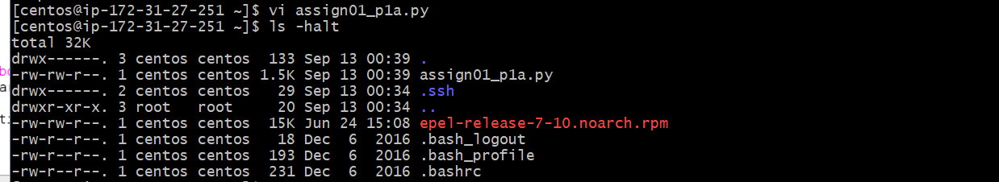 [centos@ip-172-31-27-251 ~]$ vi assign01_p1a.py
[centos@ip-172-31-27-251 ~]$ ls -halt
total 32K
drwx------. 3 centos centos  133 Sep 13 00:39 .
-rw-rw-r--. 1 centos centos 1.5K Sep 13 00:39 assign01_p1a.py
drwx------. 2 centos centos   29 Sep 13 00:34 .ssh
drwxr-xr-x. 3 root   root     20 Sep 13 00:34 ..
-rw-rw-r--. 1 centos centos  15K Jun 24 15:08 epel-release-7-10.noarch.rpm
-rw-r--r--. 1 centos centos   18 Dec  6  2016 .bash_logout
-rw-r--r--. 1 centos centos  193 Dec  6  2016 .bash_profile
-rw-r--r--. 1 centos centos  231 Dec  6  2016 .bashrc